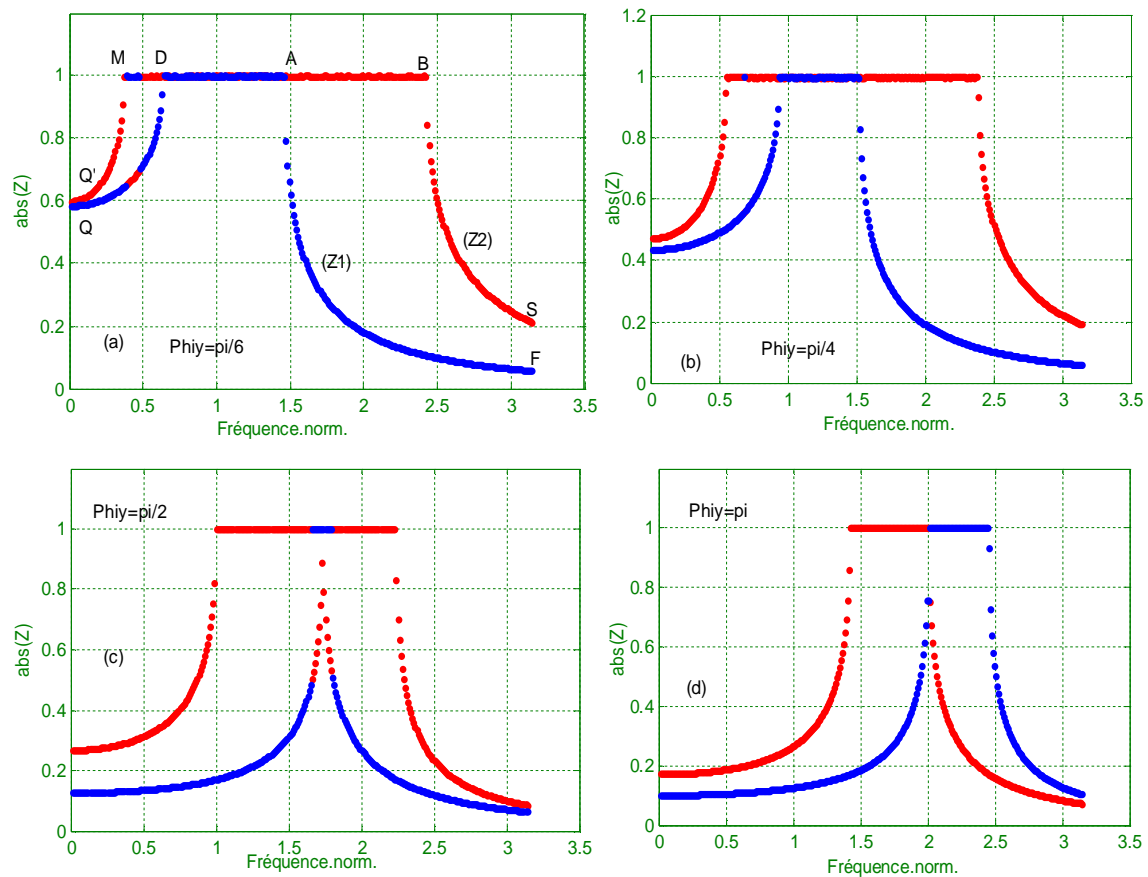 (a)
M D A B
Q'
Q
(Z1)
(Z2)
S
F
Phiy=pi/6
abs(Z)
0 0.2 0.4 0.6 0.8 1
0 0.5 1 1.5 2 2.5 3 3.5
Fréquence.norm.
(b)
Phiy=pi/4
abs(Z)
0 0.2 0.4 0.6 0.8 1 1.2
0 0.5 1 1.5 2 2.5 3 3.5
Fréquence.norm.
Phiy=pi/2
(c)
abs(Z)
0 0.2 0.4 0.6 0.8 1
0 0.5 1 1.5 2 2.5 3 3.5
Fréquence.norm.
Phiy=pi
(d)
abs(Z)
0 0.2 0.4 0.6 0.8 1
0 0.5 1 1.5 2 2.5 3 3.5
Fréquence.norm.